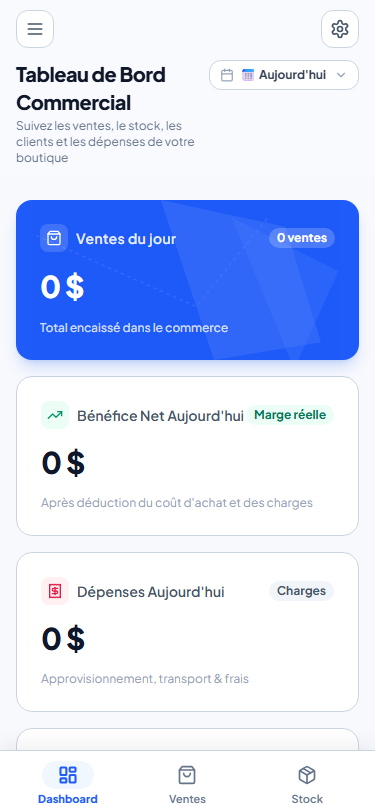 Tableau de Bord
Commercial
Aujourd'hui
Suivez les ventes, le stock, les
clients et les dépenses de votre
boutique
Ventes du jour
0 ventes
0 $
Total encaissé dans le commerce
Bénéfice Net Aujourd'hui
Marge réelle
0 $
Après déduction du coût d'achat et des charges
Dépenses Aujourd'hui
Charges
0 $
Approvisionnement, transport & frais
Dashboard
Ventes
Stock